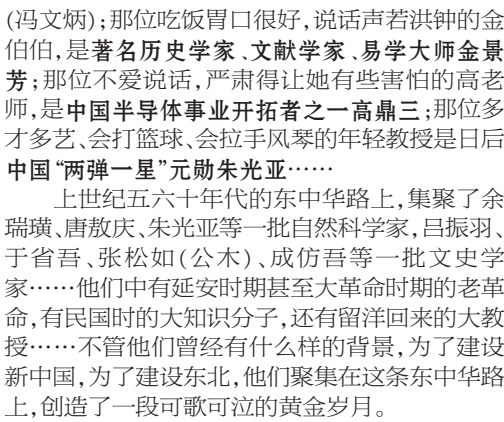 (冯文炳);那位吃饭胃口很好,说话声若洪钟的金
伯伯,是著名历史学家、文献学家、易学大师金景
芳;那位不爱说话,严肃得让她有些害怕的高老
师,是中国半导体事业开拓者之一高鼎三;那位多
才多艺、会打篮球、会拉手风琴的年轻教授是日后
中国“两弹一星”元勋朱光亚……
上世纪五六十年代的东中华路上,集聚了余
瑞璜、唐敖庆、朱光亚等一批自然科学家,吕振羽、
于省吾、张松如(公木)、成仿吾等一批文史学
家……他们中有延安时期甚至大革命时期的老革
命,有民国时的大知识分子,还有留洋回来的大教
授……不管他们曾经有什么样的背景,为了建设
新中国,为了建设东北,他们聚集在这条东中华路
上,创造了一段可歌可泣的黄金岁月。